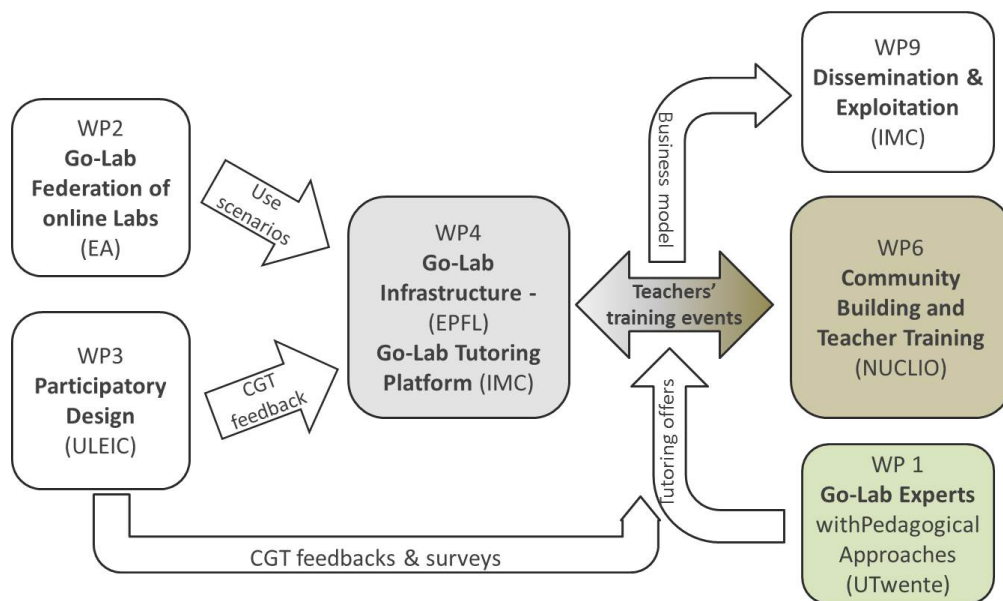 WP2
Go-Lab
Federation of
online Labs
(EA)
Use
scenarios
WP3
Participatory
Design
(ULEIC)
CGT
feedback
CGT feedbacks & surveys
WP4
Go-Lab
Infrastructure -
(EPFL)
Go-Lab Tutoring
Platform (IMC)
Business model
Teachers'
training events
Tutoring offers
WP9
Dissemination &
Exploitation
(IMC)
WP6
Community
Building and
Teacher Training
(NUCLIO)
WP 1
Go-Lab Experts
withPedagogical
Approaches
(UTwente)